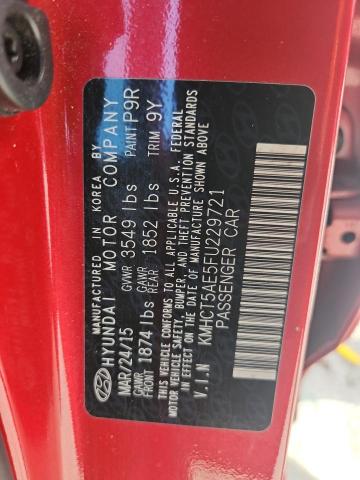 MANUFACTURED IN KOREA BY
HYUNDAI MOTOR COMPANY
MAR/24/15 GVWR 3549 lbs PAINT P9R
GAWR FRONT 1874 lbs GAWR REAR 1852 lbs TRIM 9Y
THIS VEHICLE CONFORMS TO ALL APPLICABLE U.S.A. FEDERAL
MOTOR VEHICLE SAFETY, BUMPER, AND THEFT PREVENTION
STANDARDS IN EFFECT ON THE DATE OF MANUFACTURE SHOWN ABOVE
V.I.N KMHCT5AE5FU229721
PASSENGER CAR